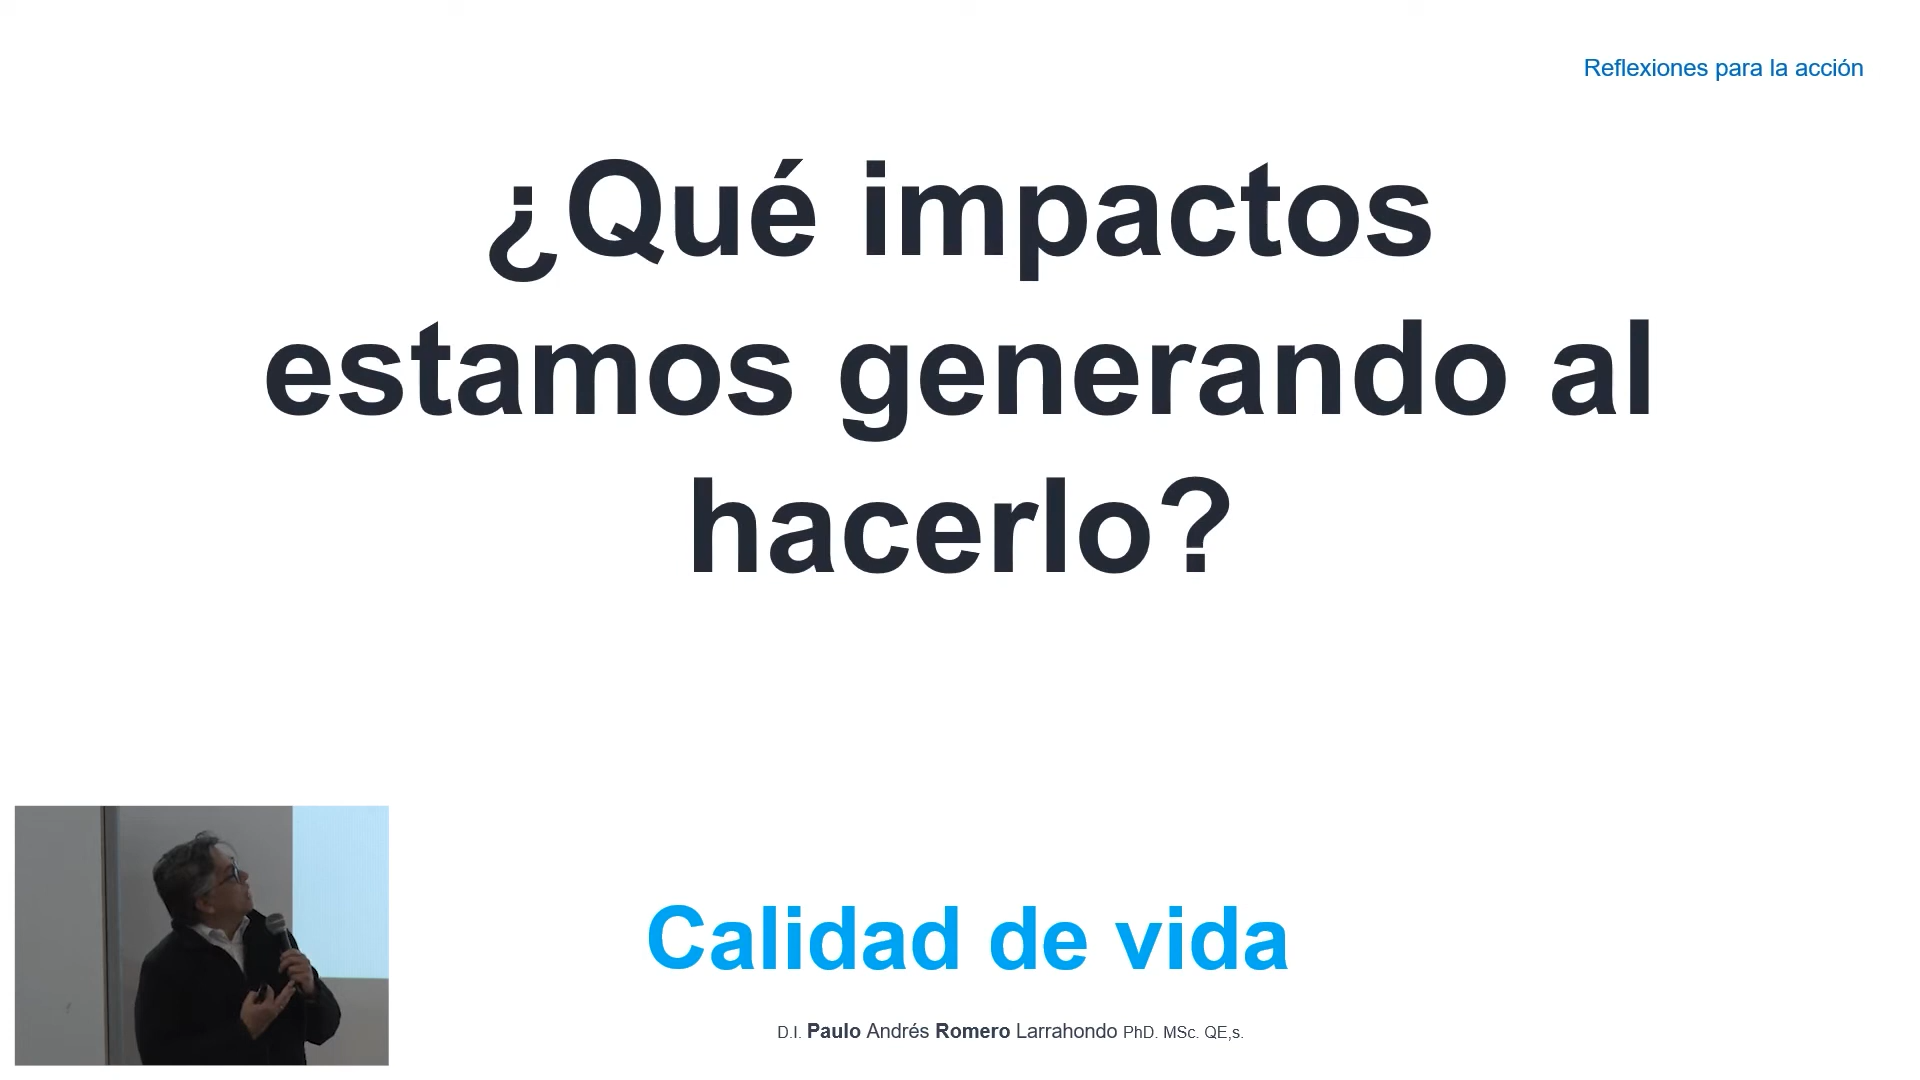 Reflexiones para la acción
¿Qué impactos
estamos generando al
hacerlo?
Calidad de vida
D.I. Paulo Andrés Romero Larrahondo PhD. MSc. QE,s.